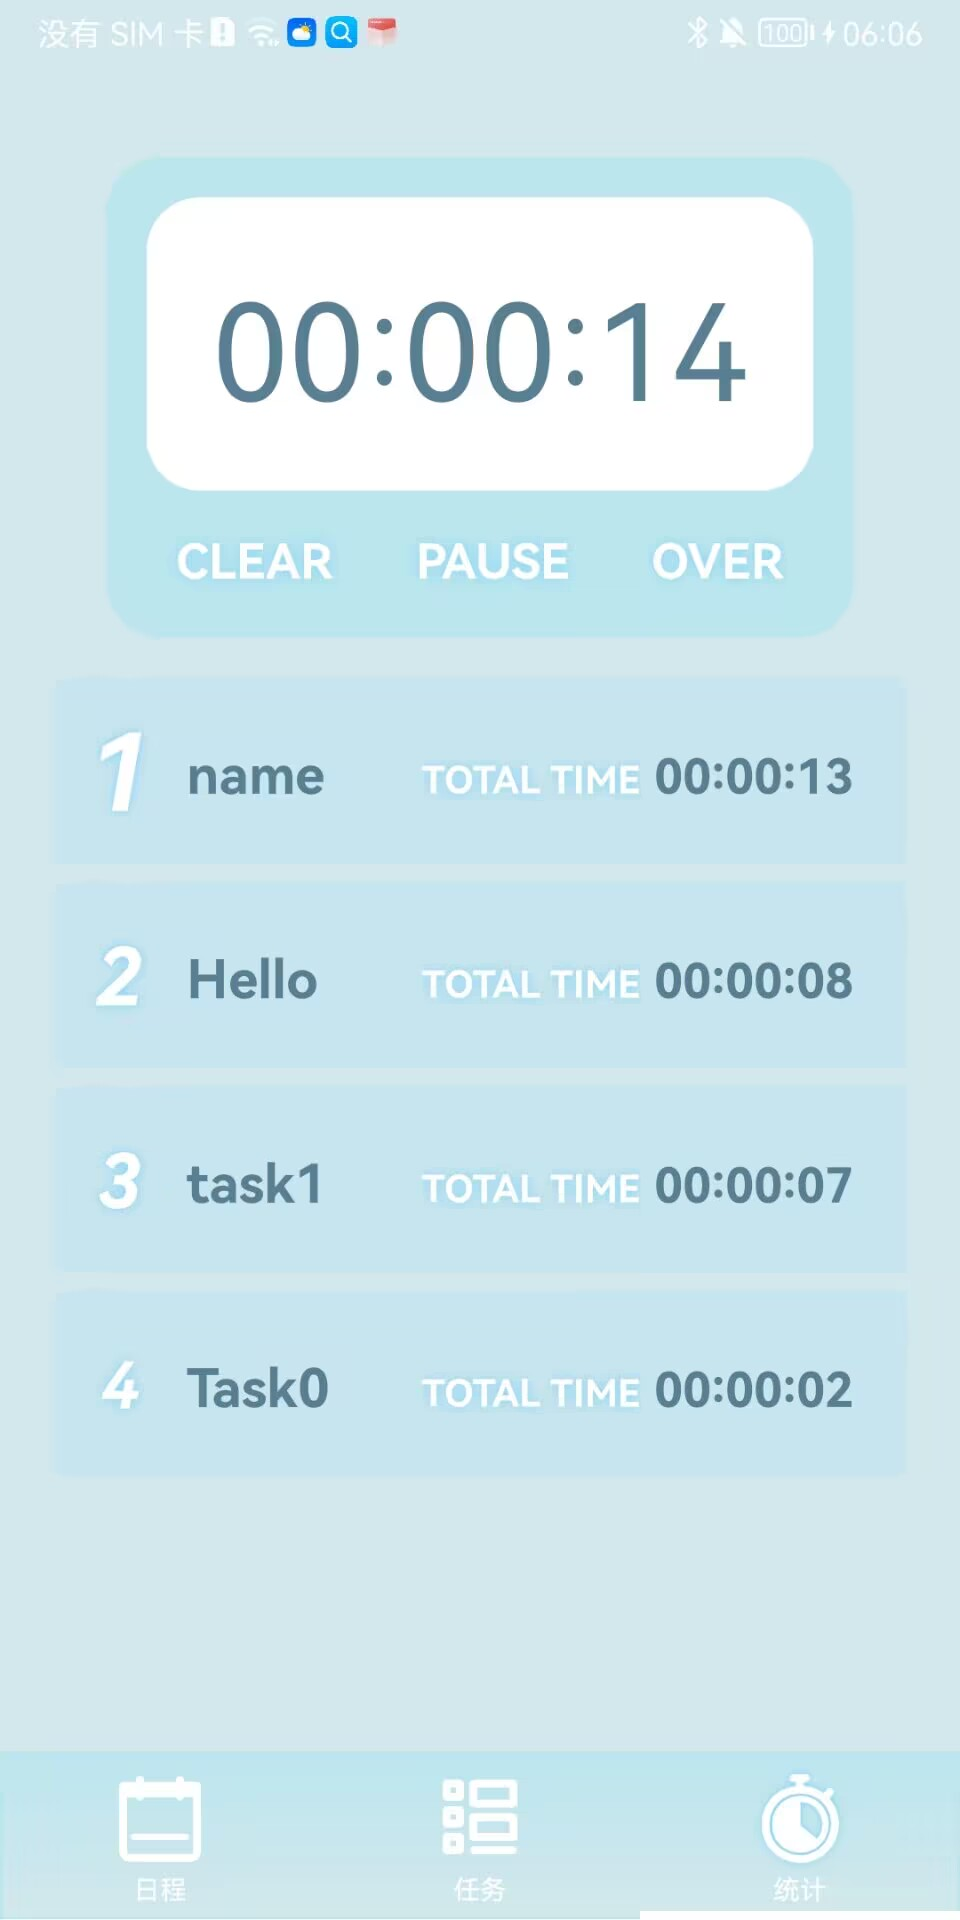 没有 SIM 卡 100 06:06
00:00:14
CLEAR PAUSE OVER
1 name TOTAL TIME 00:00:13
2 Hello TOTAL TIME 00:00:08
3 task1 TOTAL TIME 00:00:07
4 Task0 TOTAL TIME 00:00:02
日程 任务 统计